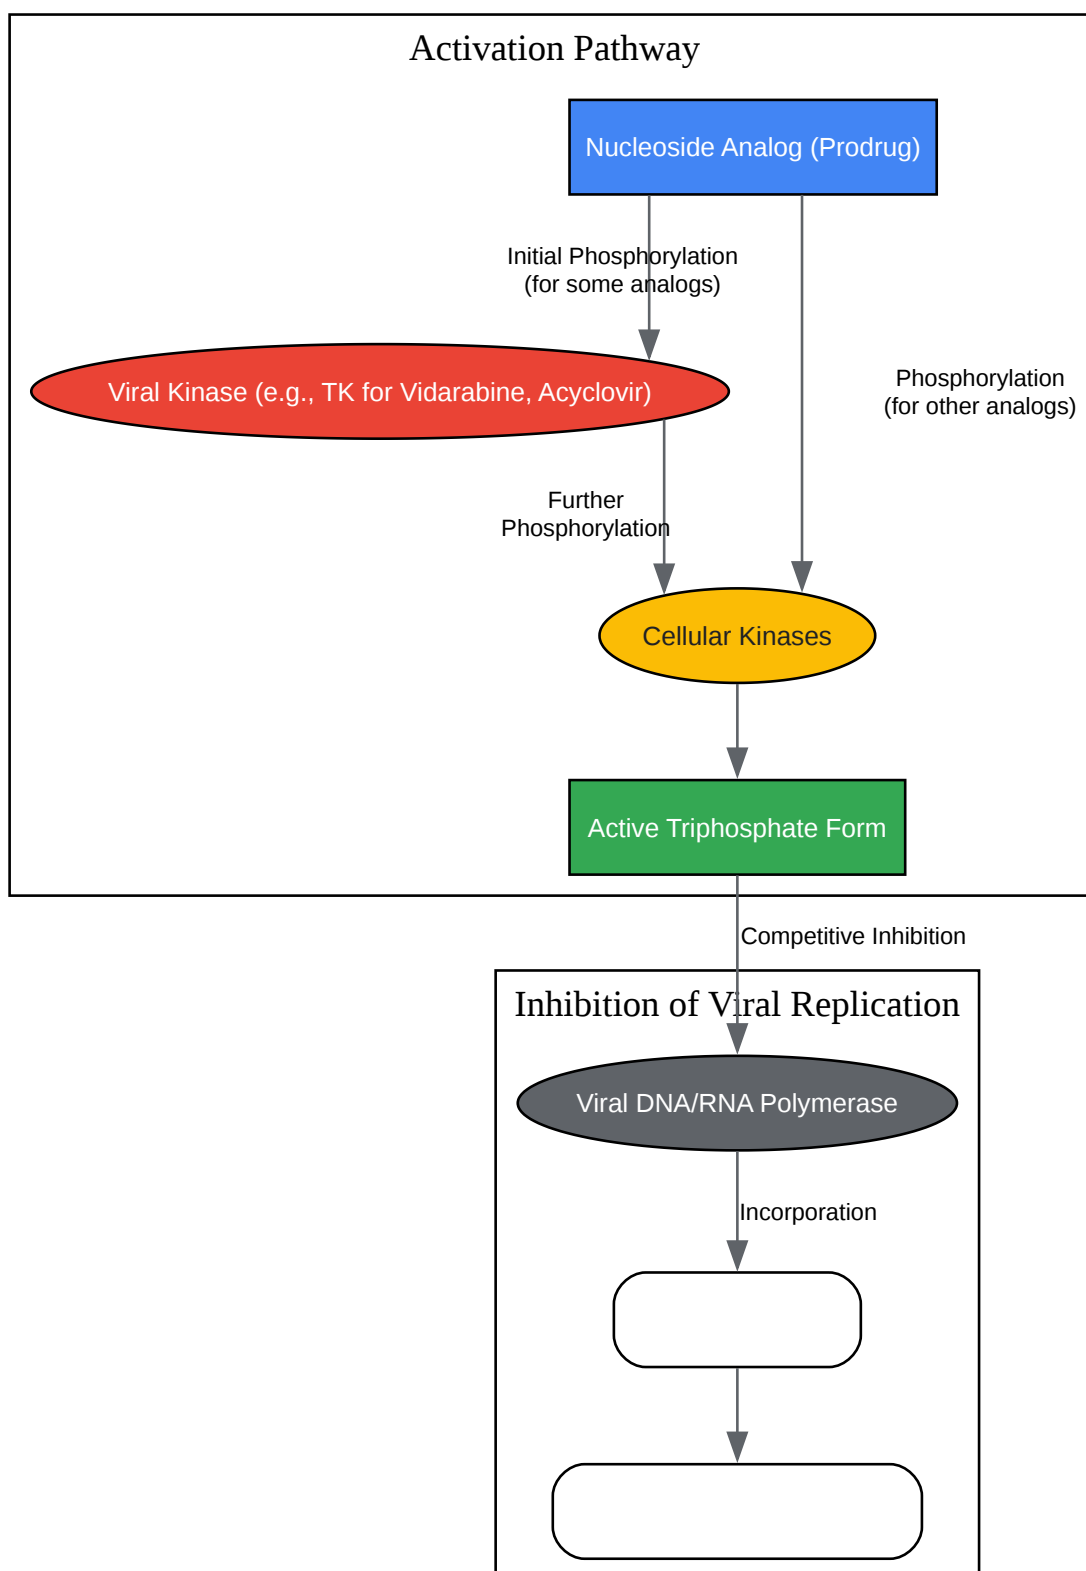 Activation Pathway
Nucleoside Analog (Prodrug)
Initial Phosphorylation
(for some analogs)
Viral Kinase (e.g., TK for Vidarabine, Acyclovir)
Phosphorylation
(for other analogs)
Further
Phosphorylation
Cellular Kinases
Active Triphosphate Form
Competitive Inhibition
Inhibition of Viral Replication
Viral DNA/RNA Polymerase
Incorporation